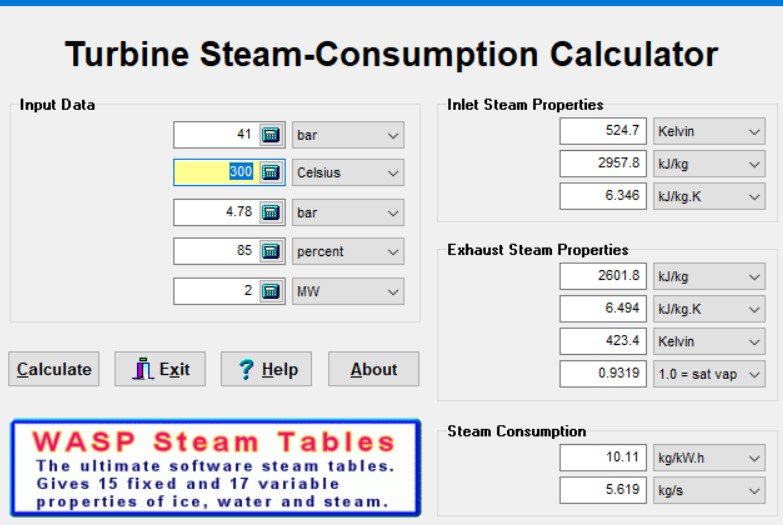 Turbine Steam-Consumption Calculator
Input Data
41 bar
300 Celsius
4.78 bar
85 percent
2 MW
Calculate Exit ? Help About
WASP Steam Tables
The ultimate software steam tables.
Gives 15 fixed and 17 variable
properties of ice, water and steam.
Inlet Steam Properties
524.7 Kelvin
2957.8 kJ/kg
6.346 kJ/kg.K
Exhaust Steam Properties
2601.8 kJ/kg
6.494 kJ/kg.K
423.4 Kelvin
0.9319 1.0 = sat vap
Steam Consumption
10.11 kg/kW.h
5.619 kg/s